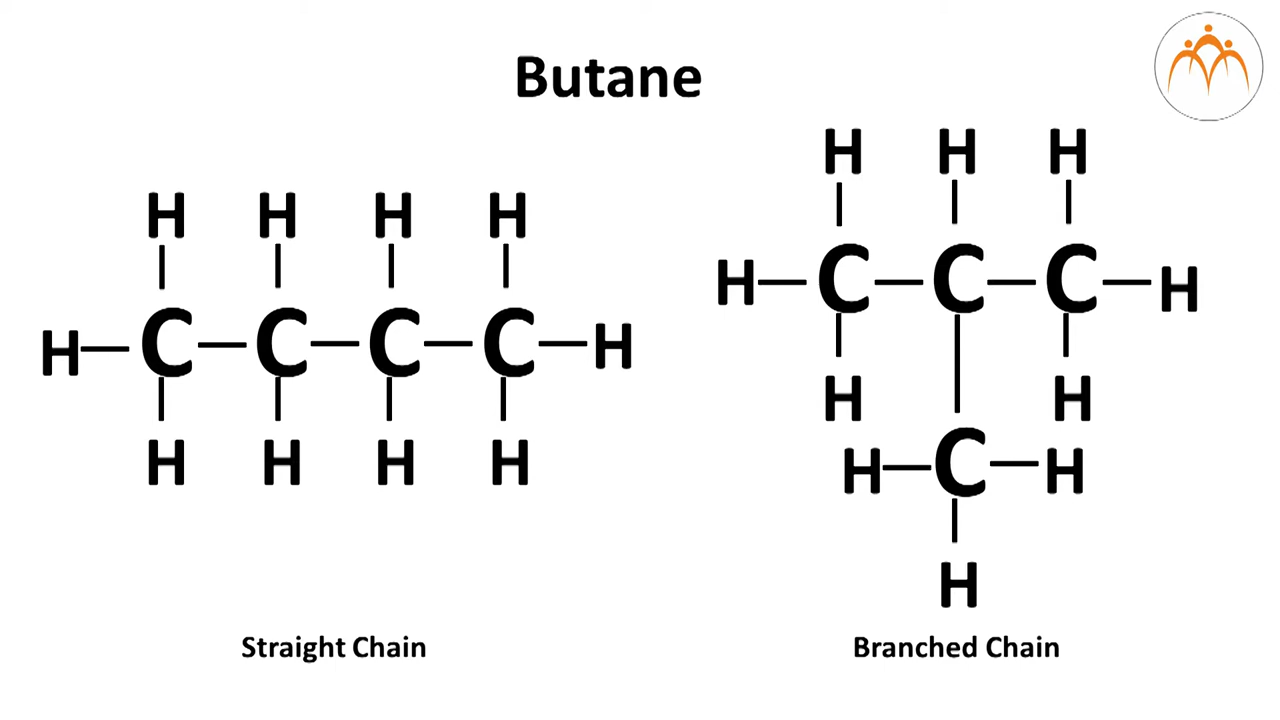 Butane
H H H
H H H H
H C C C H
H C C C C H
H H
H H H H
H C H
H
Straight Chain Branched Chain